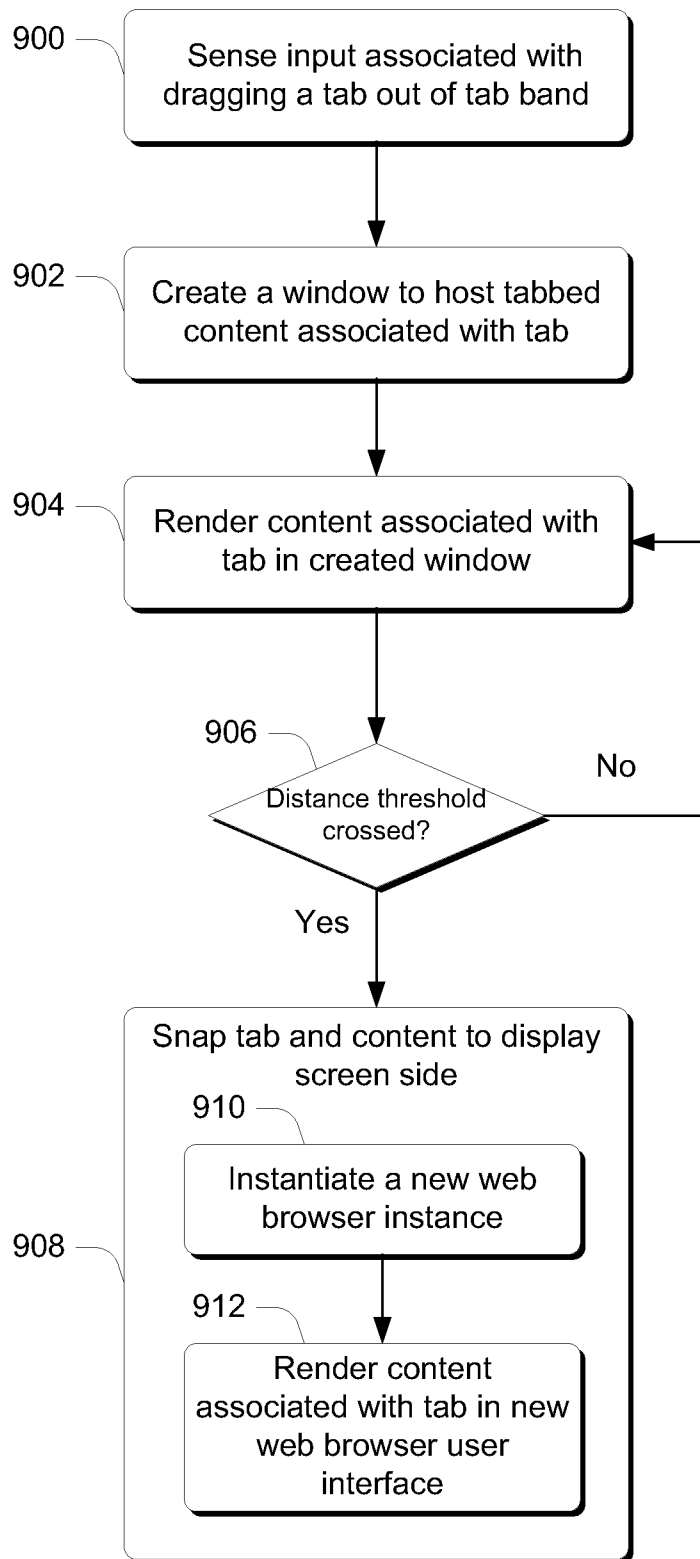 900
Sense input associated with
dragging a tab out of tab band
902
Create a window to host tabbed
content associated with tab
904
Render content associated with
tab in created window
906
No
Distance threshold
crossed?
Yes
Snap tab and content to display
screen side
910
Instantiate a new web
browser instance
908
912
Render content
associated with tab in new
web browser user
interface